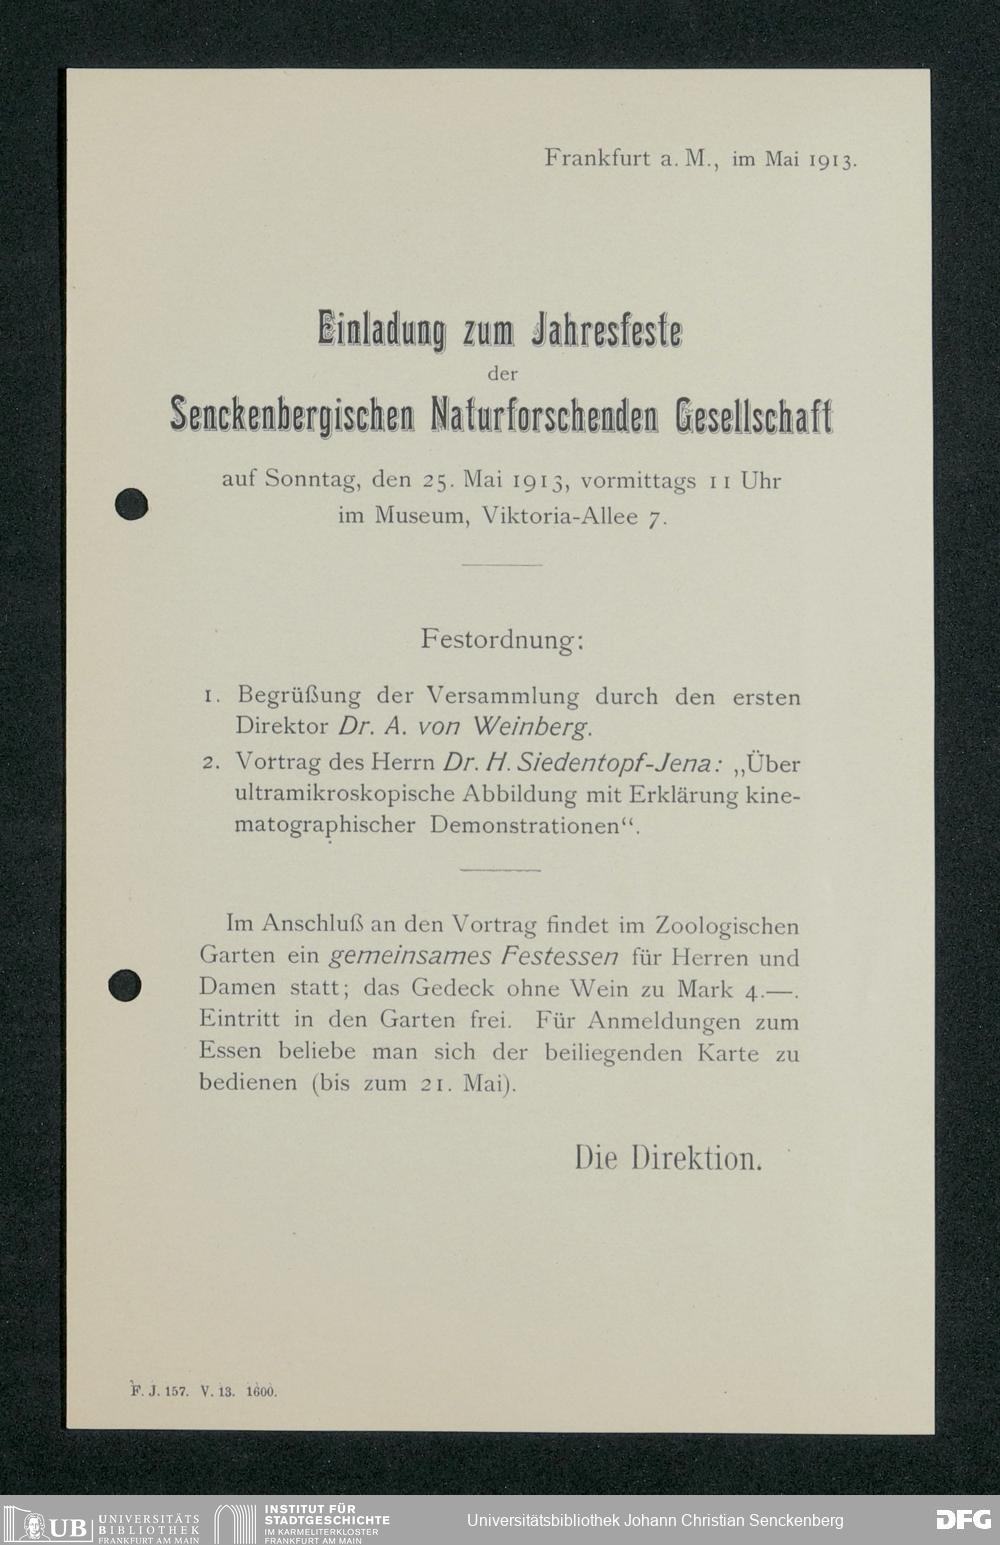 Frankfurt a. M., im Mai 1913.
Einladung zum Jahresfeste
der
Senckenbergischen Naturforschenden Gesellschaft
auf Sonntag, den 25. Mai 1913, vormittags 11 Uhr
im Museum, Viktoria-Allee 7.
Festordnung:
1. Begrüßung der Versammlung durch den ersten
Direktor Dr. A. von Weinberg.
2. Vortrag des Herrn Dr. H. Siedentopf-Jena: „Über
ultramikroskopische Abbildung mit Erklärung kine-
matographischer Demonstrationen“.
Im Anschluß an den Vortrag findet im Zoologischen
Garten ein gemeinsames Festessen für Herren und
Damen statt; das Gedeck ohne Wein zu Mark 4.—.
Eintritt in den Garten frei. Für Anmeldungen zum
Essen beliebe man sich der beiliegenden Karte zu
bedienen (bis zum 21. Mai).
Die Direktion.
F. J. 157. V. 13. 1600.
UB UNIVERSITÄTS
BIBLIOTHEK
FRANKFURT AM MAIN
INSTITUT FÜR
STADTGESCHICHTE
IM KARMELITERKLOSTER
FRANKFURT AM MAIN
Universitätsbibliothek Johann Christian Senckenberg
DFG